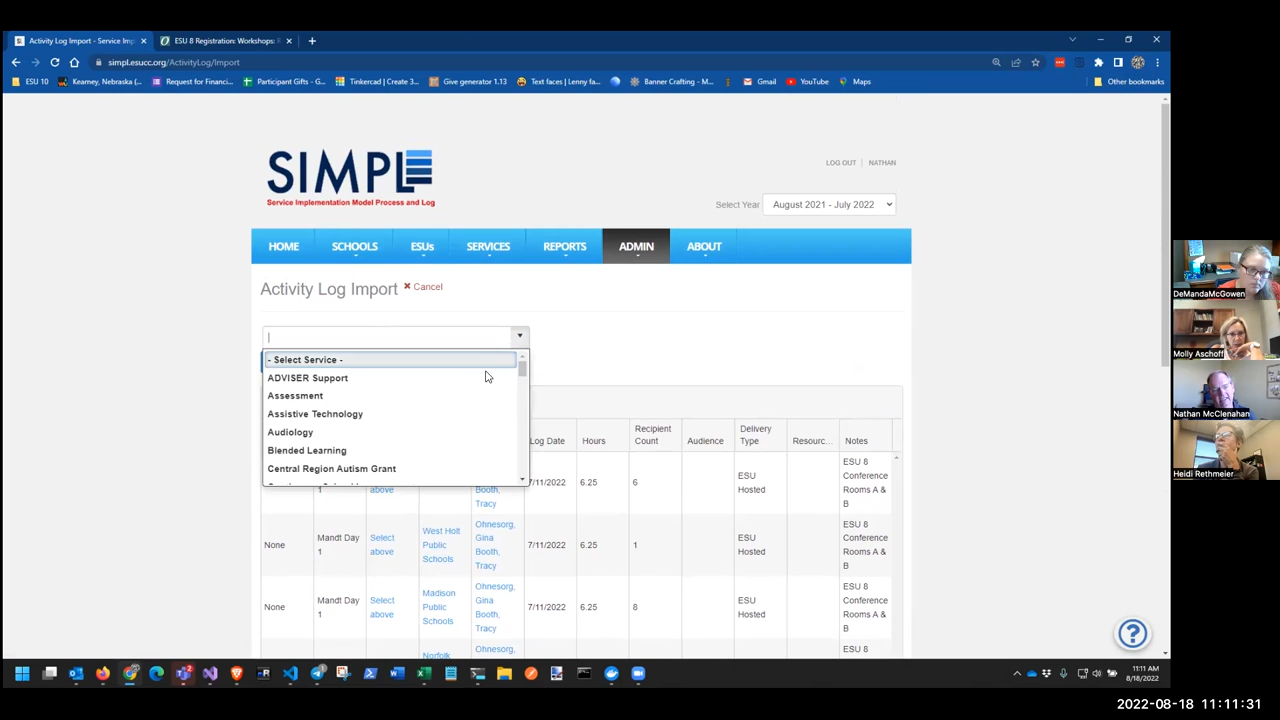 Activity Log Import - Service Imp
ESU 8 Registration: Workshops: R
simpl.esucc.org/ActivityLog/Import
ESU 10
Kearney, Nebraska (...
Request for Financi...
Participant Gifts - G...
Tinkercad | Create 3...
Give generator 1.13
Text faces | Lenny fa...
Banner Crafting - M...
Gmail
YouTube
Maps
Other bookmarks
SIMPL
Service Implementation Model Process and Log
LOG OUT | NATHAN
Select Year August 2021 - July 2022
HOME SCHOOLS ESUs SERVICES REPORTS ADMIN ABOUT
Activity Log Import Cancel
- Select Service -
ADVISER Support
Assessment
Assistive Technology
Audiology
Blended Learning
Central Region Autism Grant
Log Date Hours Recipient Count Audience Delivery Type Resourc... Notes
1 above Booth, Tracy 7/11/2022 6.25 6 ESU Hosted ESU 8 Conference Rooms A & B
None Mandt Day 1 Select above West Holt Public Schools Ohnesorg, Gina Booth, Tracy 7/11/2022 6.25 1 ESU Hosted ESU 8 Conference Rooms A & B
None Mandt Day 1 Select above Madison Public Schools Ohnesorg, Gina Booth, Tracy 7/11/2022 6.25 8 ESU Hosted ESU 8 Conference Rooms A & B
Norfolk Ohnesorg, ESU 8
DeMandaMcGowen
Molly Aschoff
Nathan McClenahan
Heidi Rethmeier
11:11 AM
8/18/2022
2022-08-18 11:11:31